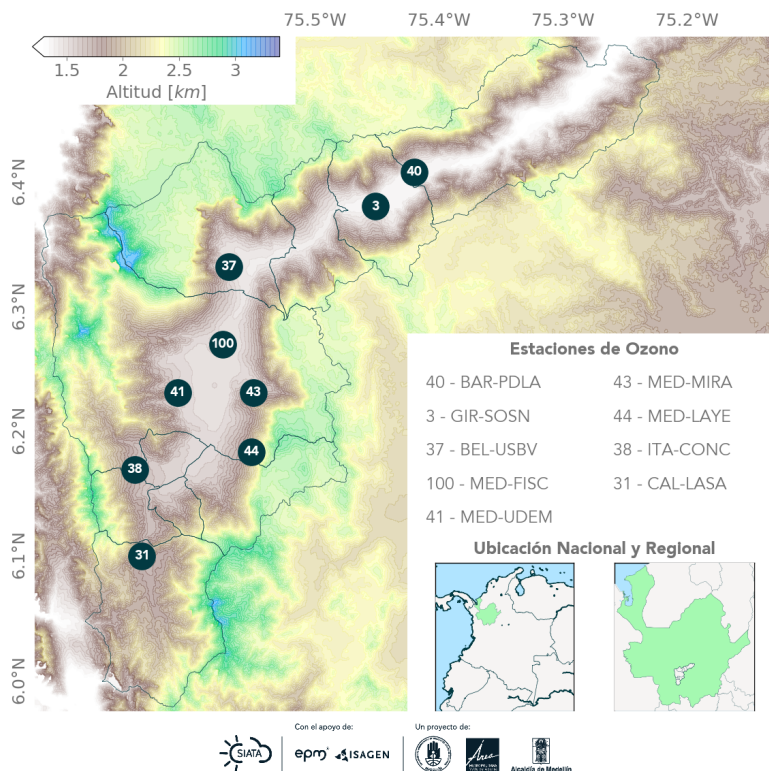 75.5°W 75.4°W 75.3°W 75.2°W
1.5 2 2.5 3
Altitud [km]
6.4°N
6.3°N
6.2°N
6.1°N
6.0°N
40
3
37
100
41
43
44
38
31
Estaciones de Ozono
40 - BAR-PDLA
43 - MED-MIRA
3 - GIR-SOSN
44 - MED-LAYE
37 - BEL-USBV
38 - ITA-CONC
100 - MED-FISC
31 - CAL-LASA
41 - MED-UDEM
Ubicación Nacional y Regional
Con el apoyo de:
Un proyecto de:
SIATA
epm
ISAGEN
Área
Alcaldía de Medellín